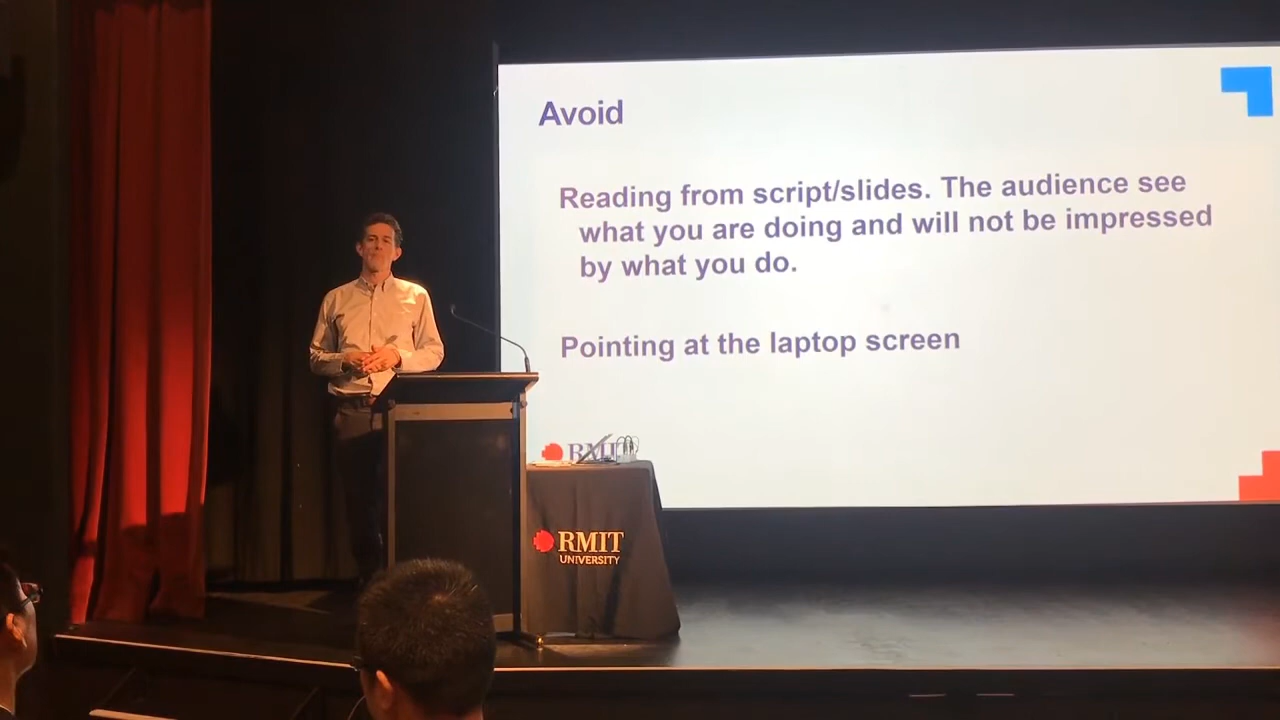 Avoid
Reading from script/slides. The audience see
what you are doing and will not be impressed
by what you do.
Pointing at the laptop screen
RMIT
RMIT
UNIVERSITY